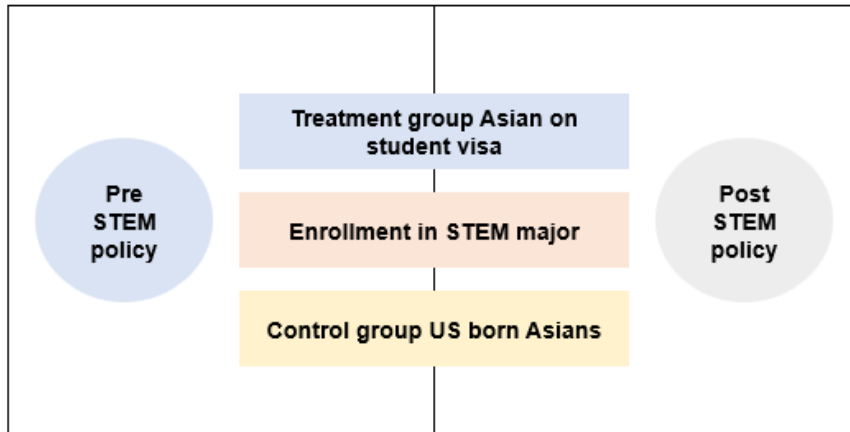 Treatment group Asian on
student visa
Pre
STEM
policy
Enrollment in STEM major
Post
STEM
policy
Control group US born Asians